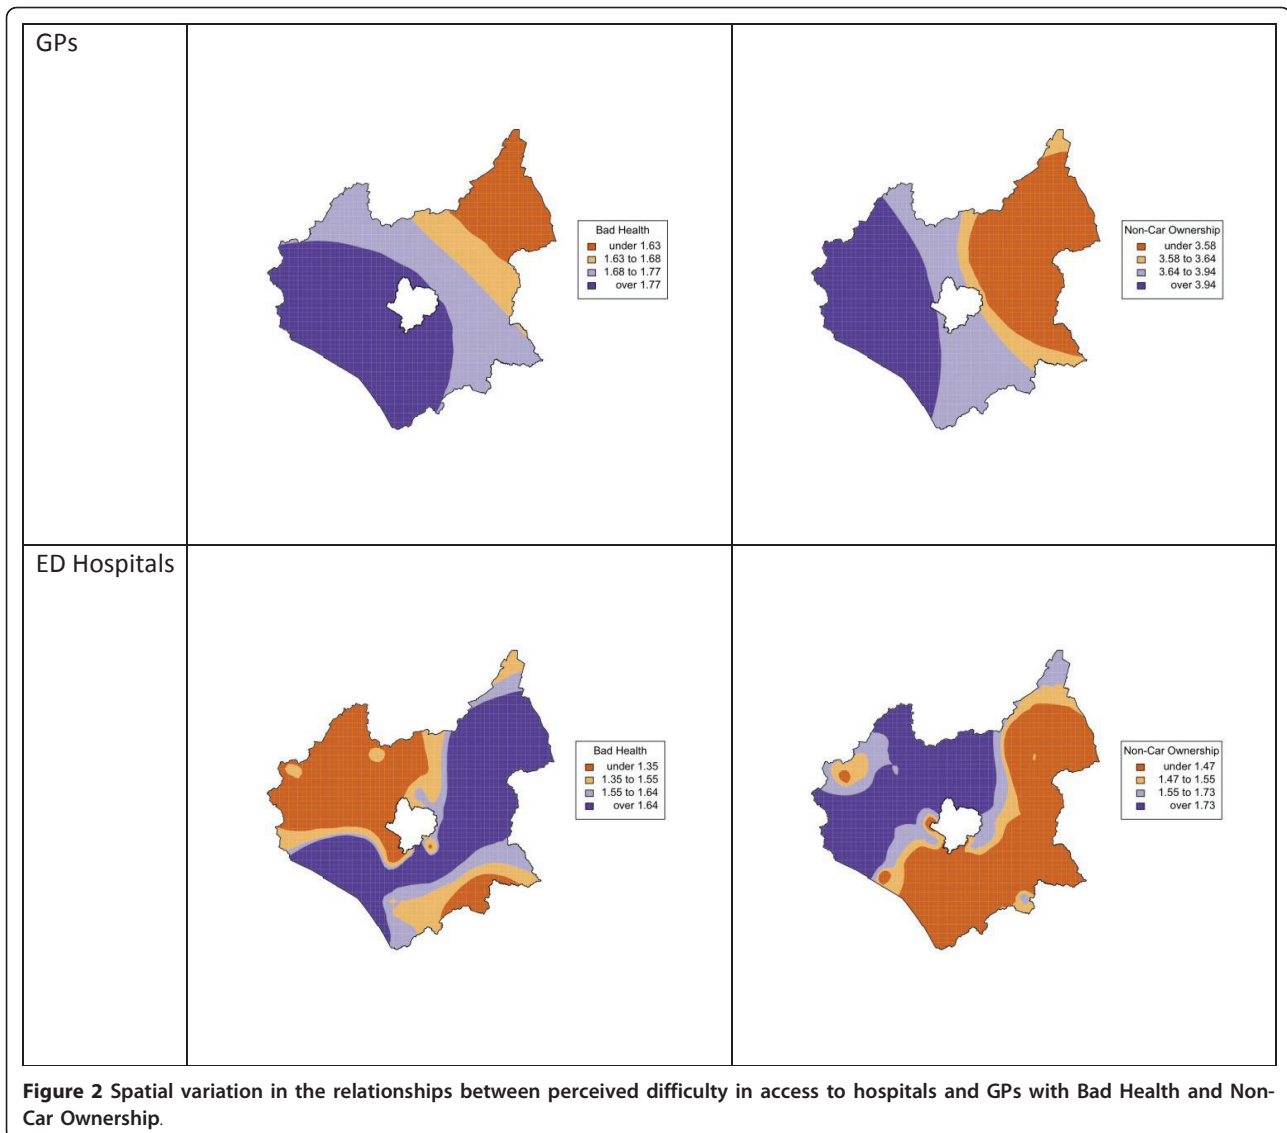 GPs
Bad Health
under 1.63
1.63 to 1.68
1.68 to 1.77
over 1.77
Non-Car Ownership
under 3.58
3.58 to 3.64
3.64 to 3.94
over 3.94
ED Hospitals
Bad Health
under 1.35
1.35 to 1.55
1.55 to 1.64
over 1.64
Non-Car Ownership
under 1.47
1.47 to 1.55
1.55 to 1.73
over 1.73
Figure 2 Spatial variation in the relationships between perceived difficulty in access to hospitals and GPs with Bad Health and Non-
Car Ownership.